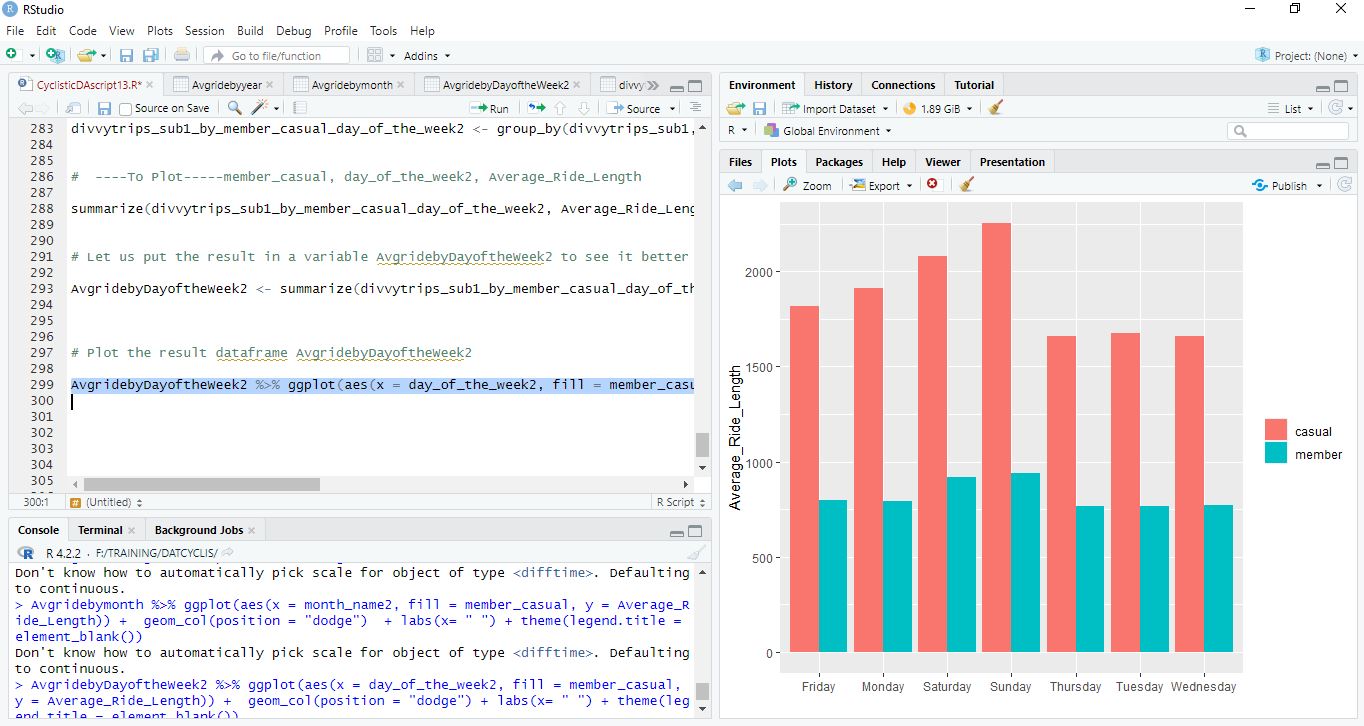 RStudio
File Edit Code View Plots Session Build Debug Profile Tools Help
Go to file/function Addins Project: (None)
CyclisticDAscript13.R* Avgridebyyear Avgridebymonth AvgridebyDayoftheWeek2 divvy
Source on Save Run Source
283 divvytrips_sub1_by_member_casual_day_of_the_week2 <- group_by(divvytrips_sub1,
284
285
286 # ----To Plot-----member_casual, day_of_the_week2, Average_Ride_Length
287
288 summarize(divvytrips_sub1_by_member_casual_day_of_the_week2, Average_Ride_Leng
289
290
291 # Let us put the result in a variable AvgridebyDayoftheWeek2 to see it better
292
293 AvgridebyDayoftheWeek2 <- summarize(divvytrips_sub1_by_member_casual_day_of_th
294
295
296
297 # Plot the result dataframe AvgridebyDayoftheWeek2
298
299 AvgridebyDayoftheWeek2 %>% ggplot(aes(x = day_of_the_week2, fill = member_casu
300
301
302
303
304
305
300:1 (Untitled) R Script
Console Terminal Background Jobs
R 4.2.2 · F:/TRAINING/DATCYCLIS/
Don't know how to automatically pick scale for object of type <difftime>. Defaulting
to continuous.
> Avgridebymonth %>% ggplot(aes(x = month_name2, fill = member_casual, y = Average_R
ide_Length)) + geom_col(position = "dodge") + labs(x= " ") + theme(legend.title =
element_blank())
Don't know how to automatically pick scale for object of type <difftime>. Defaulting
to continuous.
> AvgridebyDayoftheWeek2 %>% ggplot(aes(x = day_of_the_week2, fill = member_casual,
y = Average_Ride_Length)) + geom_col(position = "dodge") + labs(x= " ") + theme(leg
end.title = element_blank())
Environment History Connections Tutorial
Import Dataset 1.89 GiB List
R Global Environment
Files Plots Packages Help Viewer Presentation
Zoom Export Publish
Average_Ride_Length
2000
1500
1000
500
0
Friday Monday Saturday Sunday Thursday Tuesday Wednesday
casual
member